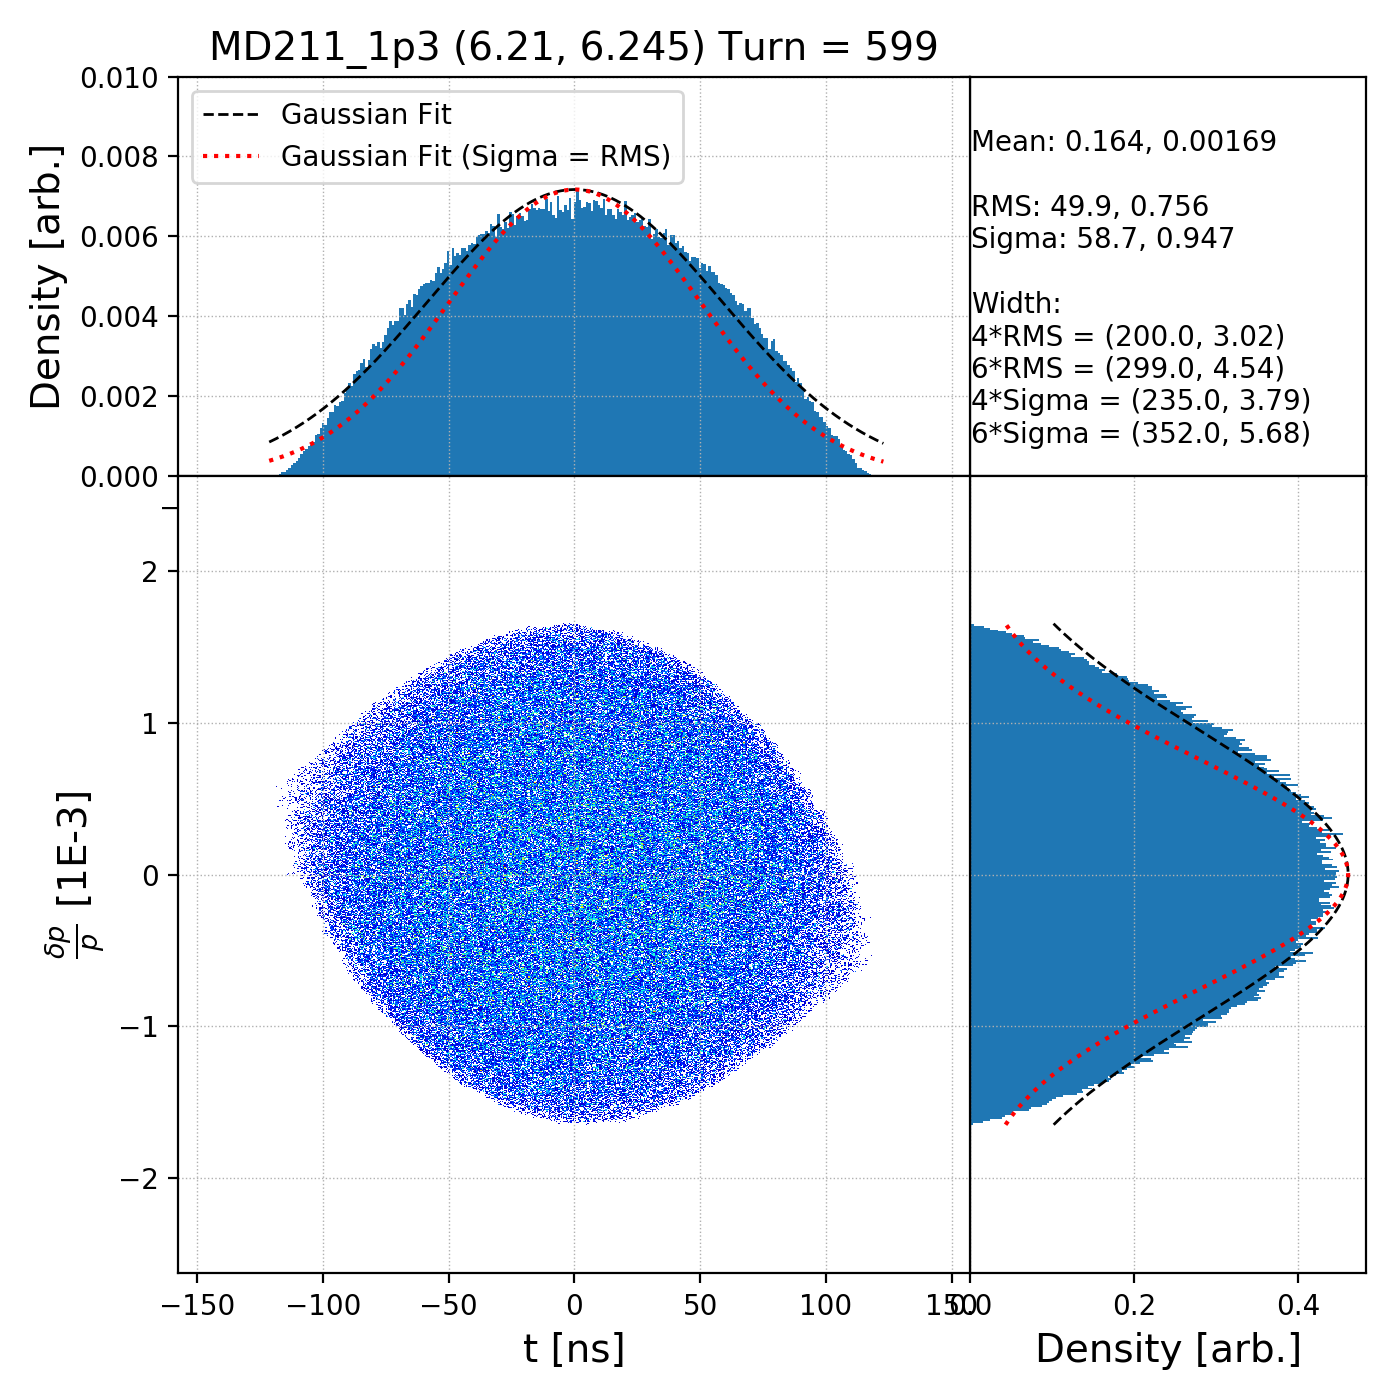 MD211_1p3 (6.21, 6.245) Turn = 599
0.010
0.008
0.006
0.004
0.002
0.000
Density [arb.]
Gaussian Fit
Gaussian Fit (Sigma = RMS)
Mean: 0.164, 0.00169
RMS: 49.9, 0.756
Sigma: 58.7, 0.947
Width:
4*RMS = (200.0, 3.02)
6*RMS = (299.0, 4.54)
4*Sigma = (235.0, 3.79)
6*Sigma = (352.0, 5.68)
2
1
0
−1
−2
δp/p [1E-3]
−150 −100 −50 0 50 100 150
t [ns]
0.0 0.2 0.4
Density [arb.]